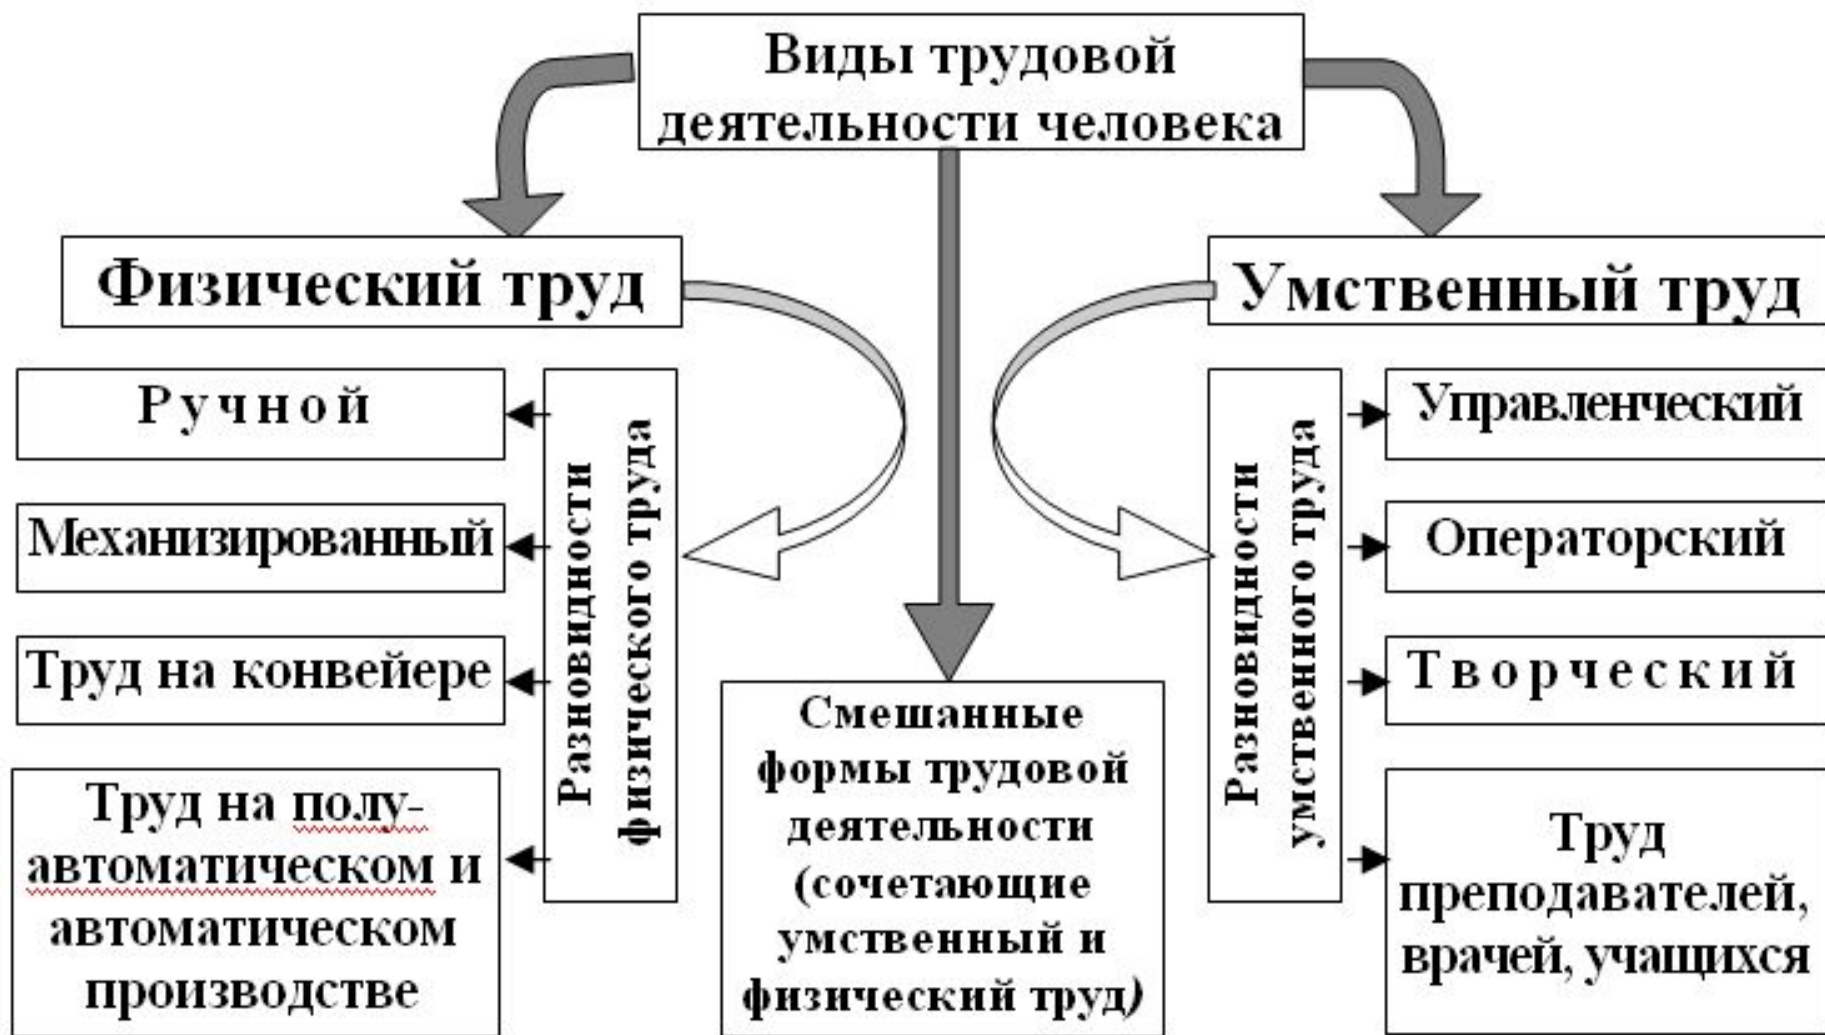 Виды трудовой
деятельности человека
Физический труд
Умственный труд
Ручной
Механизированный
Труд на конвейере
Труд на полу-
автоматическом и
автоматическом
производстве
Разновидности
физического труда
Смешанные
формы трудовой
деятельности
(сочетающие
умственный и
физический труд)
Разновидности
умственного труда
Управленческий
Операторский
Творческий
Труд
преподавателей,
врачей, учащихся